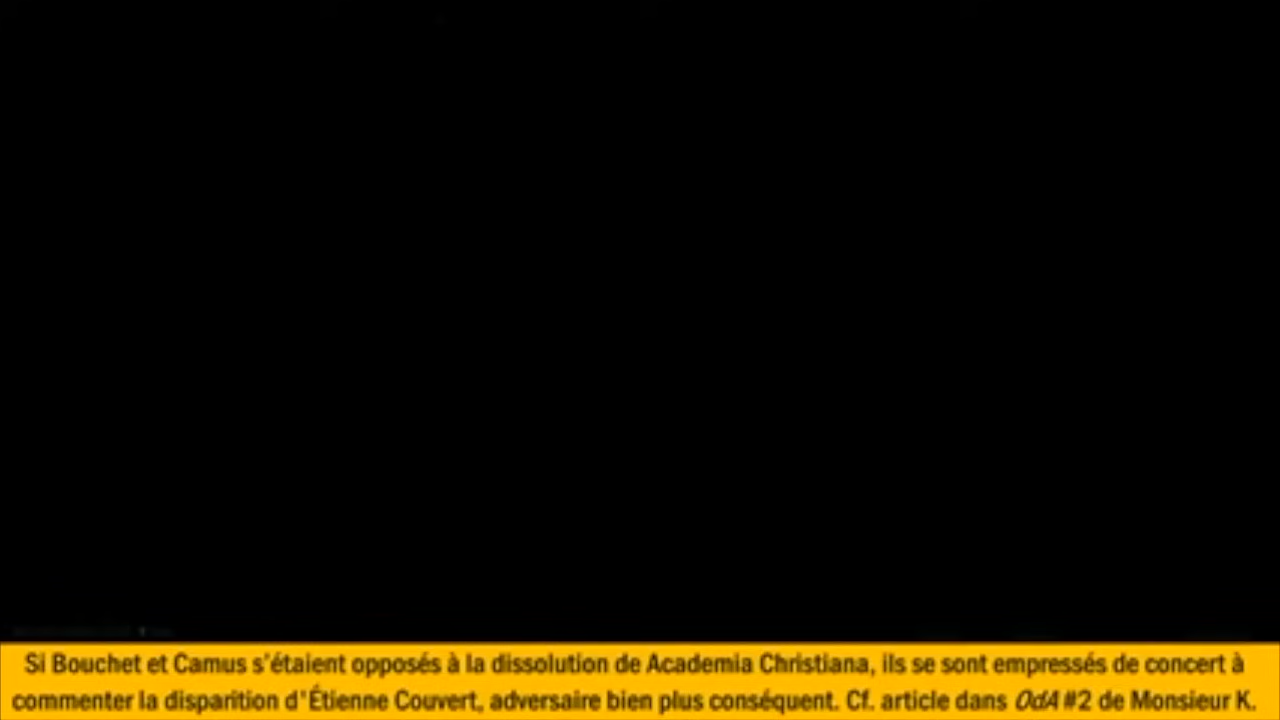 Si Bouchet et Camus s'étaient opposés à la dissolution de Academia Christiana, ils se sont empressés de concert à
commenter la disparition d'Étienne Couvert, adversaire bien plus conséquent. Cf. article dans OdA #2 de Monsieur K.